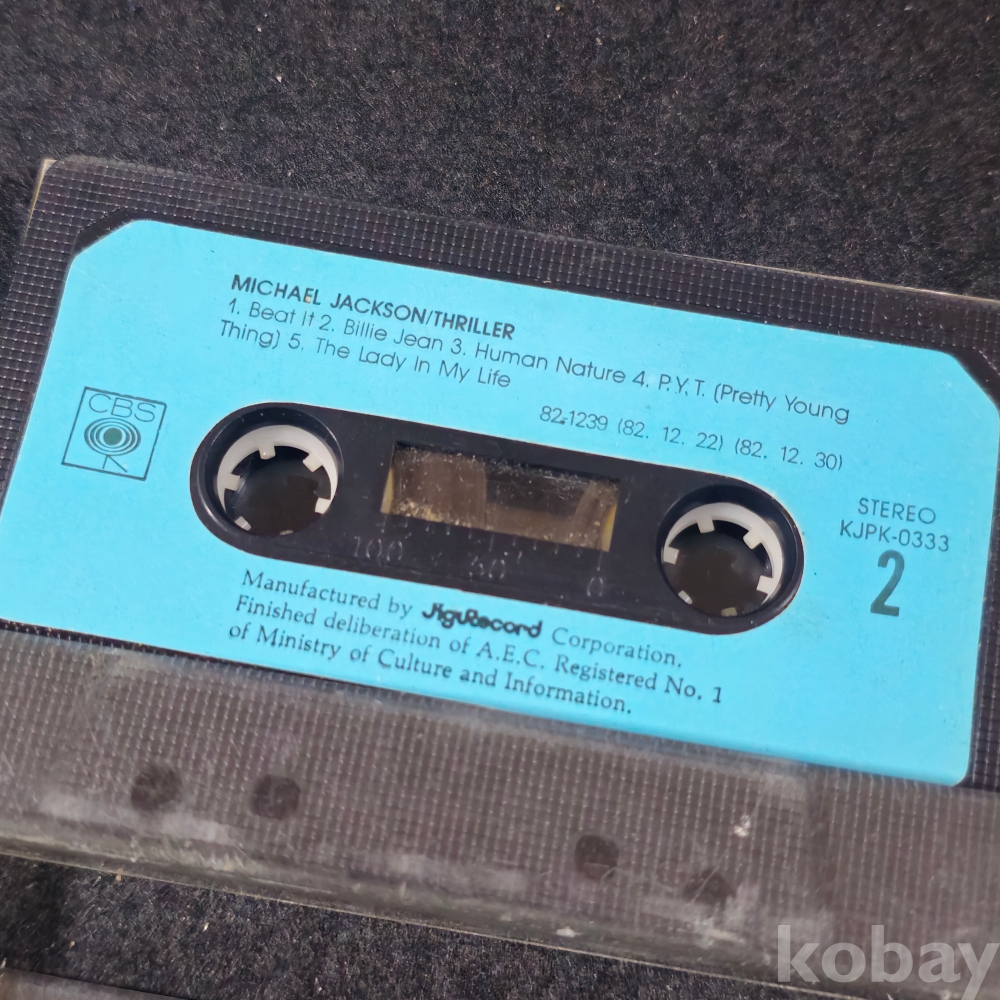 MICHAEL JACKSON/THRILLER
1. Beat It 2. Billie Jean 3. Human Nature 4. P.Y.T. (Pretty Young
Thing) 5. The Lady In My Life
82-1239 (82. 12. 22) (82. 12. 30)
CBS
STEREO
KJPK-0333
2
100 60 0
Manufactured by JiguRecord Corporation.
Finished deliberation of A.E.C. Registered No. 1
of Ministry of Culture and Information.
kobay